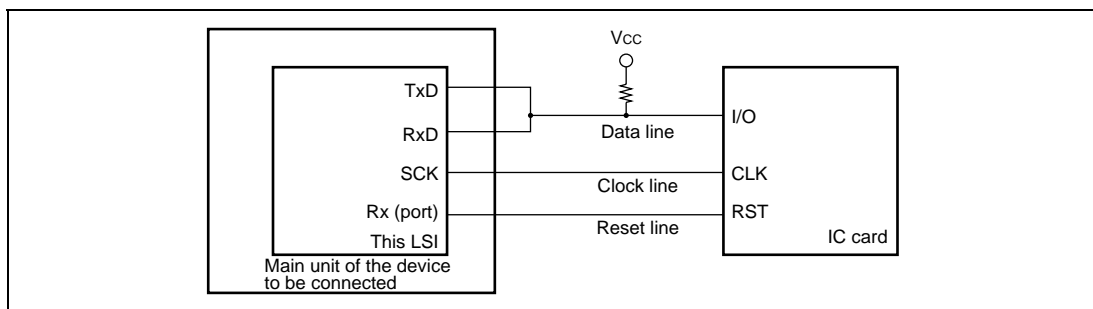 Vcc
TxD
I/O
RxD
Data line
SCK
CLK
Clock line
Rx (port)
RST
Reset line
This LSI
IC card
Main unit of the device
to be connected